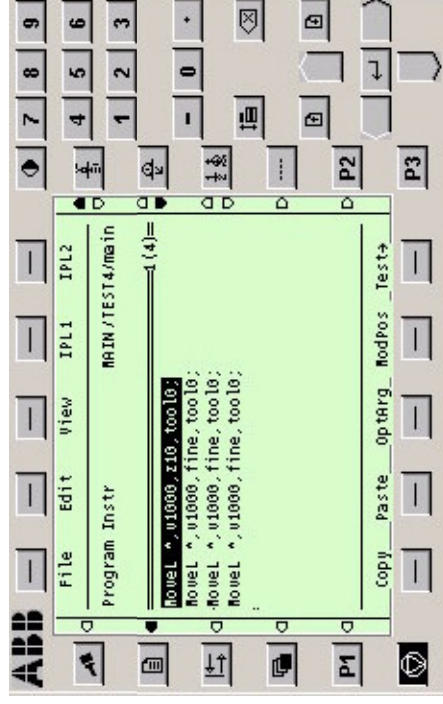 ABB
File Edit View IPL1 IPL2
Program Instr MAIN/TEST4/main
1(4)
MoveL *,v1000,z10,tool0;
MoveL *,v1000,fine,tool0;
MoveL *,v1000,fine,tool0;
MoveL *,v1000,fine,tool0;
Copy Paste OptArg_ ModPos Test→
7 8 9
4 5 6
1 2 3
- 0 .
P1
P2
P3